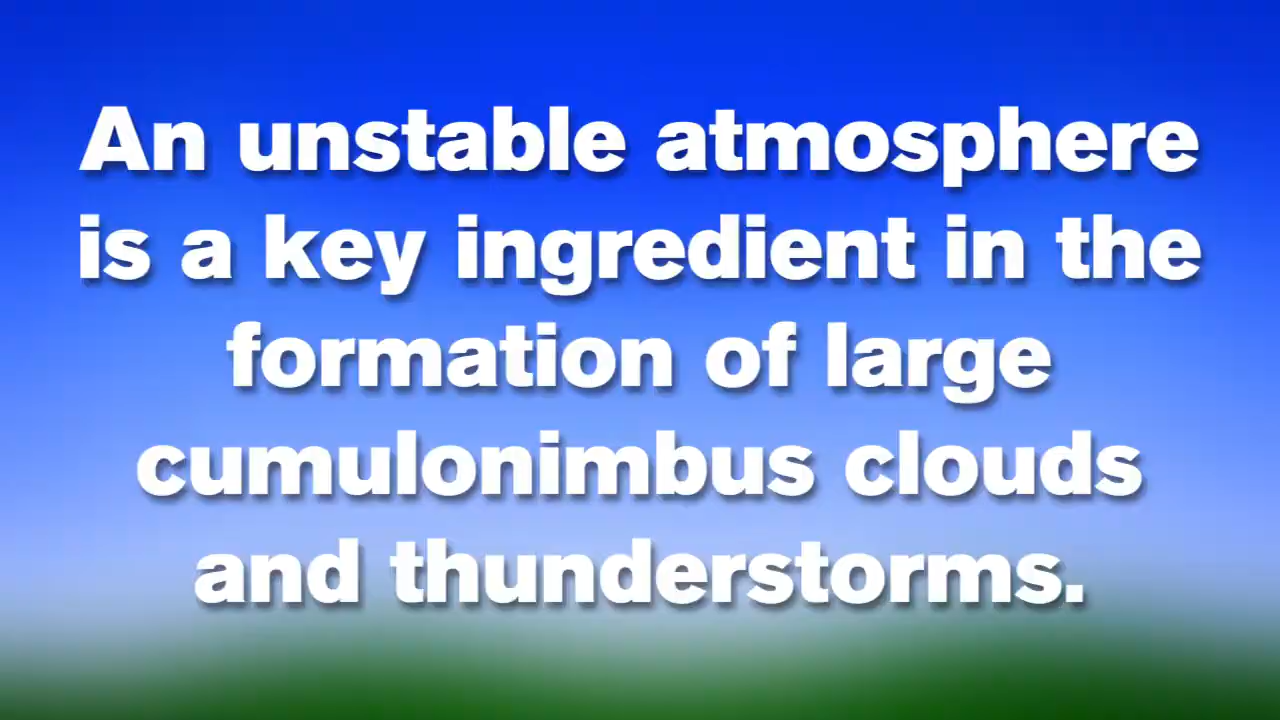 An unstable atmosphere
is a key ingredient in the
formation of large
cumulonimbus clouds
and thunderstorms.